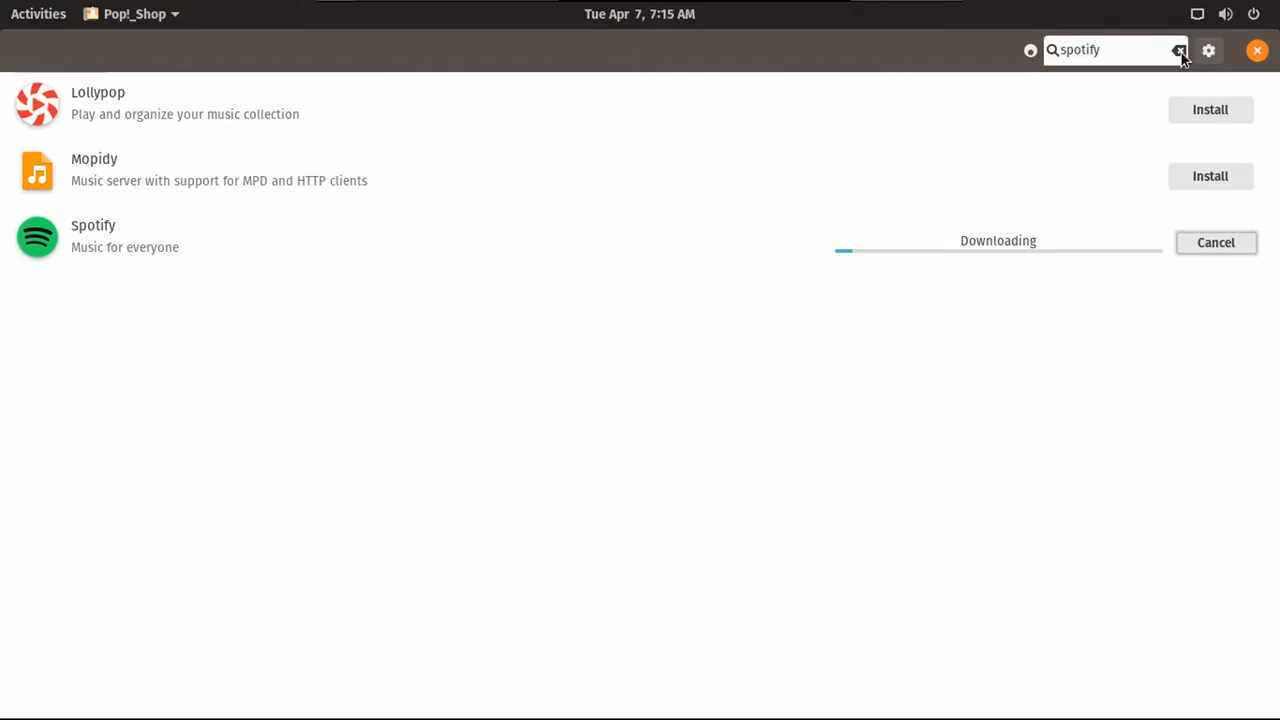 Activities Pop!_Shop Tue Apr 7, 7:15 AM
spotify
Lollypop
Play and organize your music collection
Install
Mopidy
Music server with support for MPD and HTTP clients
Install
Spotify
Music for everyone
Downloading
Cancel